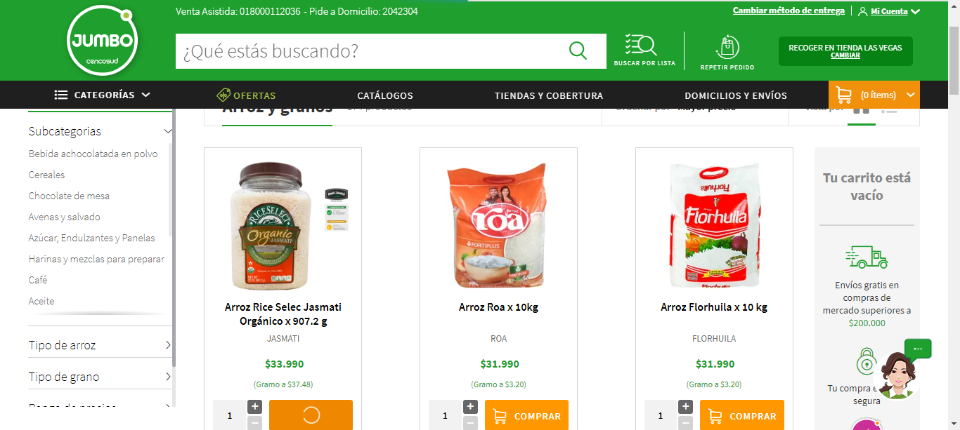 Venta Asistida: 018000112036 - Pide a Domicilio: 2042304
Cambiar método de entrega
Mi Cuenta
JUMBO
cencosud
¿Qué estás buscando?
BUSCAR POR LISTA
REPETIR PEDIDO
RECOGER EN TIENDA LAS VEGAS
CAMBIAR
CATEGORÍAS
OFERTAS
CATÁLOGOS
TIENDAS Y COBERTURA
DOMICILIOS Y ENVÍOS
(0 ítems)
Arroz y granos
Subcategorias
Bebida achocolatada en polvo
Cereales
Chocolate de mesa
Avenas y salvado
Azúcar, Endulzantes y Panelas
Harinas y mezclas para preparar
Café
Aceite
Tipo de arroz
Tipo de grano
Rango de precios
RICESELECT
Organic
JASMATI
Arroz Rice Selec Jasmati
Orgánico x 907.2 g
JASMATI
$33.990
(Gramo a $37.48)
1
+
−
roa
FORTIPLUS
Arroz Roa x 10kg
ROA
$31.990
(Gramo a $3.20)
1
+
−
COMPRAR
Florhuila
Florhuila
Arroz Florhuila x 10 kg
FLORHUILA
$31.990
(Gramo a $3.20)
1
+
−
COMPRAR
Tu carrito está
vacío
Envíos gratis en
compras de
mercado superiores a
$200.000
Tu compra
segura